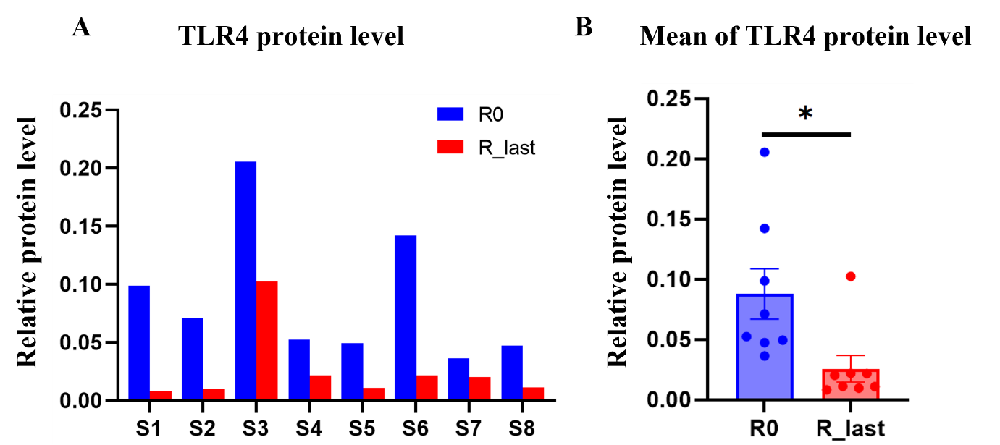 A
TLR4 protein level
Relative protein level
0.25
0.20
0.15
0.10
0.05
0.00
R0
R_last
S1 S2 S3 S4 S5 S6 S7 S8
B
Mean of TLR4 protein level
Relative protein level
0.25
0.20
0.15
0.10
0.05
0.00
*
R0 R_last